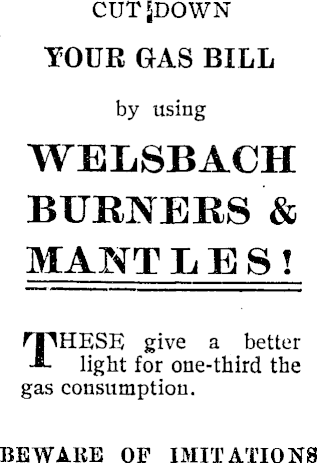 CUT DOWN
YOUR GAS BILL
by using
WELSBACH
BURNERS &
MANTLES!
THESE give a better
light for one-third the
gas consumption.
BEWARE OF IMITATIONS